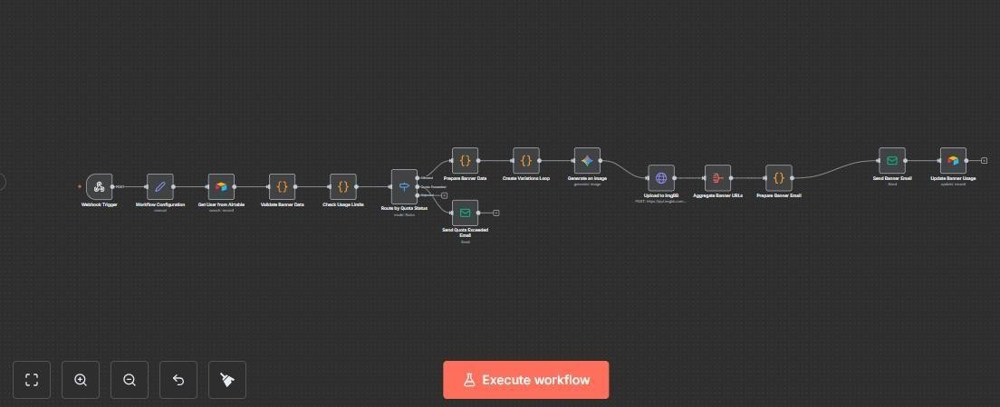 POST
Webhook Trigger
Workflow Configuration
manual
Get User from Airtable
search: record
Validate Banner Data
Check Usage Limits
Route by Quota Status
mode: Rules
Quota Exceeded
Prepare Banner Data
Create Variations Loop
Generate an Image
generate: image
Send Quota Exceeded
Email
Send
Upload to ImgBB
POST: https://api.imgbb.com...
Aggregate Banner URLs
Prepare Banner Email
Send Banner Email
Send
Update Banner Usage
update: record
Execute workflow